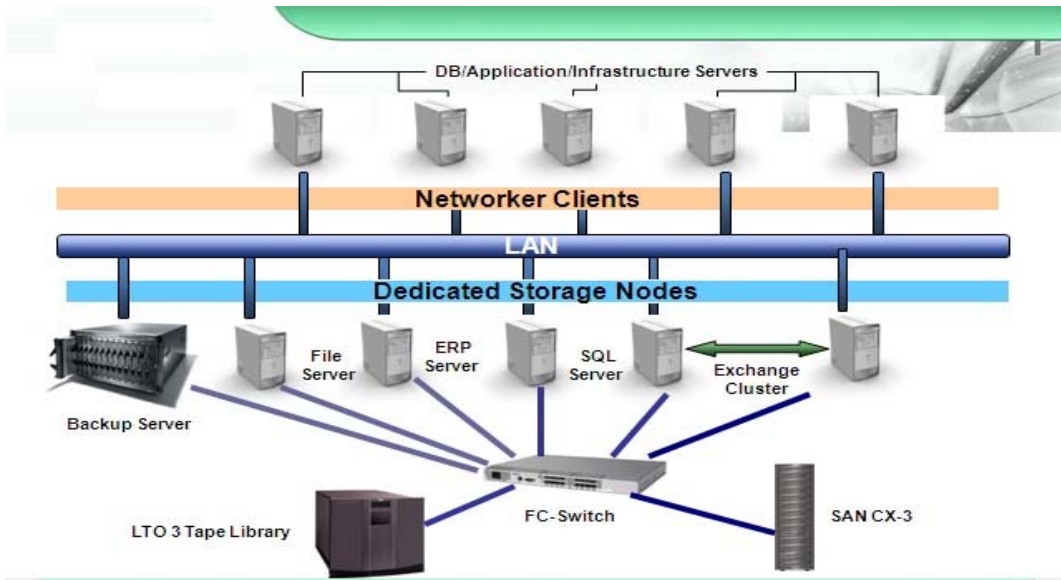 DB/Application/Infrastructure Servers
Networker Clients
LAN
Dedicated Storage Nodes
File
Server
ERP
Server
SQL
Server
Exchange
Cluster
Backup Server
LTO 3 Tape Library
FC-Switch
SAN CX-3